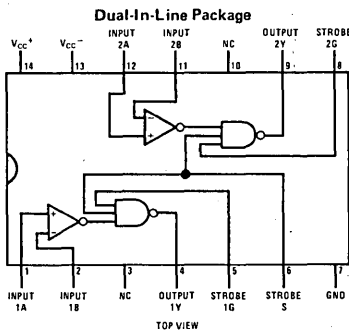 Dual-In-Line Package
VCC+ VCC− INPUT 2A INPUT 2B NC OUTPUT 2Y STROBE 2G
14 13 12 11 10 9 8
− +
+ −
1 2 3 4 5 6 7
INPUT 1A INPUT 1B NC OUTPUT 1Y STROBE 1G STROBE S GND
TOP VIEW